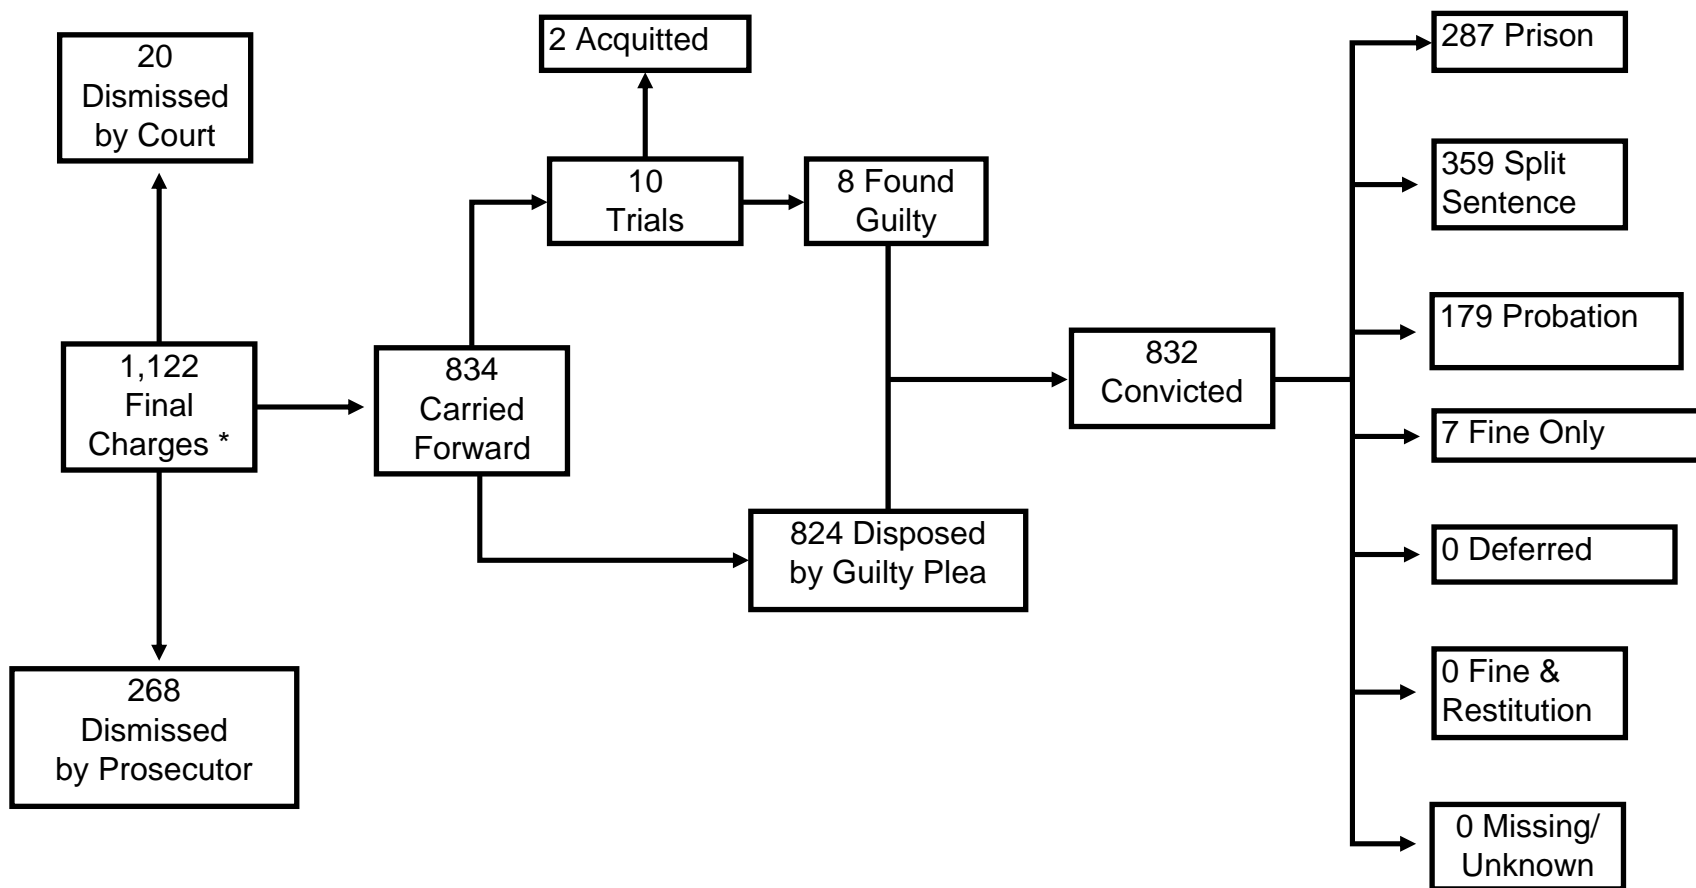 20
Dismissed
by Court
2 Acquitted
10
Trials
8 Found
Guilty
1,122
Final
Charges *
834
Carried
Forward
824 Disposed
by Guilty Plea
268
Dismissed
by Prosecutor
832
Convicted
287 Prison
359 Split
Sentence
179 Probation
7 Fine Only
0 Deferred
0 Fine &
Restitution
0 Missing/
Unknown